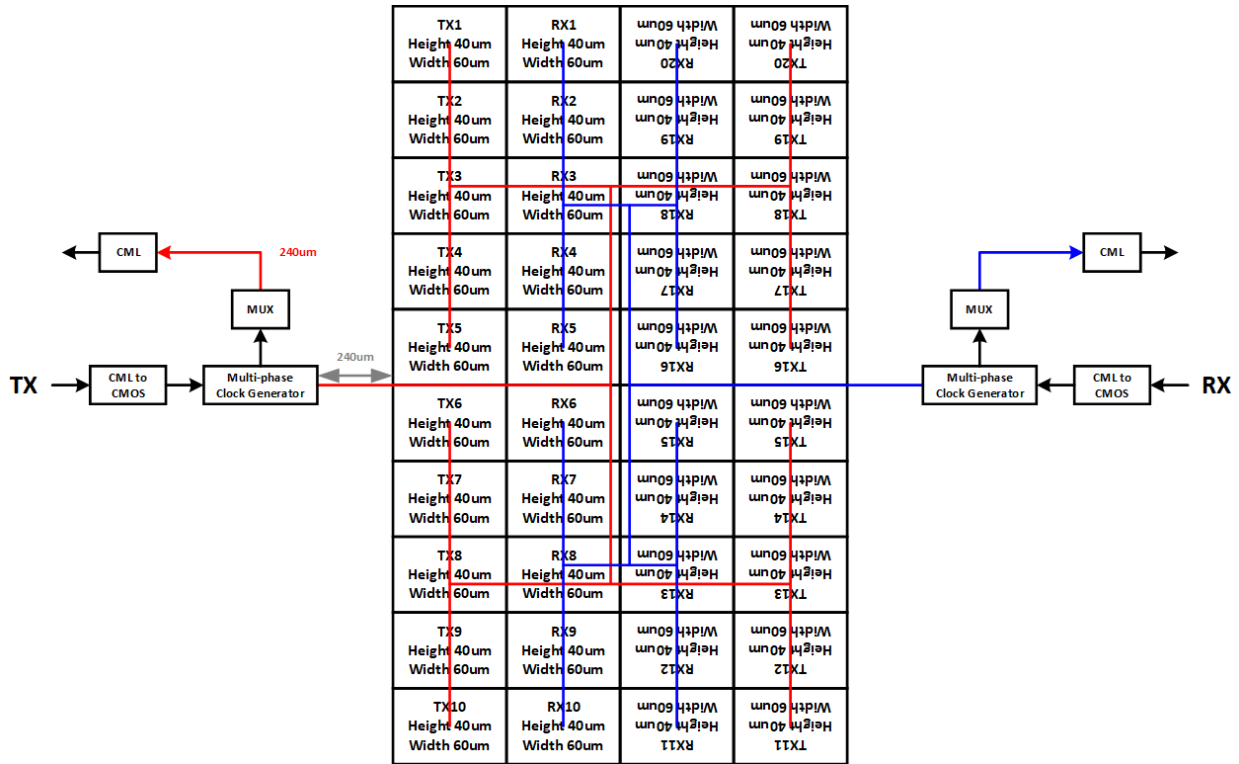 TX1
Height 40um
Width 60um
RX1
Height 40um
Width 60um
RX20
Height 40um
Width 60um
TX20
Height 40um
Width 60um
TX2
Height 40um
Width 60um
RX2
Height 40um
Width 60um
RX19
Height 40um
Width 60um
TX19
Height 40um
Width 60um
TX3
Height 40um
Width 60um
RX3
Height 40um
Width 60um
RX18
Height 40um
Width 60um
TX18
Height 40um
Width 60um
TX4
Height 40um
Width 60um
RX4
Height 40um
Width 60um
RX17
Height 40um
Width 60um
TX17
Height 40um
Width 60um
TX5
Height 40um
Width 60um
RX5
Height 40um
Width 60um
RX16
Height 40um
Width 60um
TX16
Height 40um
Width 60um
TX6
Height 40um
Width 60um
RX6
Height 40um
Width 60um
RX15
Height 40um
Width 60um
TX15
Height 40um
Width 60um
TX7
Height 40um
Width 60um
RX7
Height 40um
Width 60um
RX14
Height 40um
Width 60um
TX14
Height 40um
Width 60um
TX8
Height 40um
Width 60um
RX8
Height 40um
Width 60um
RX13
Height 40um
Width 60um
TX13
Height 40um
Width 60um
TX9
Height 40um
Width 60um
RX9
Height 40um
Width 60um
RX12
Height 40um
Width 60um
TX12
Height 40um
Width 60um
TX10
Height 40um
Width 60um
RX10
Height 40um
Width 60um
RX11
Height 40um
Width 60um
TX11
Height 40um
Width 60um
CML
240um
MUX
240um
TX
CML to
CMOS
Multi-phase
Clock Generator
CML
MUX
Multi-phase
Clock Generator
CML to
CMOS
RX